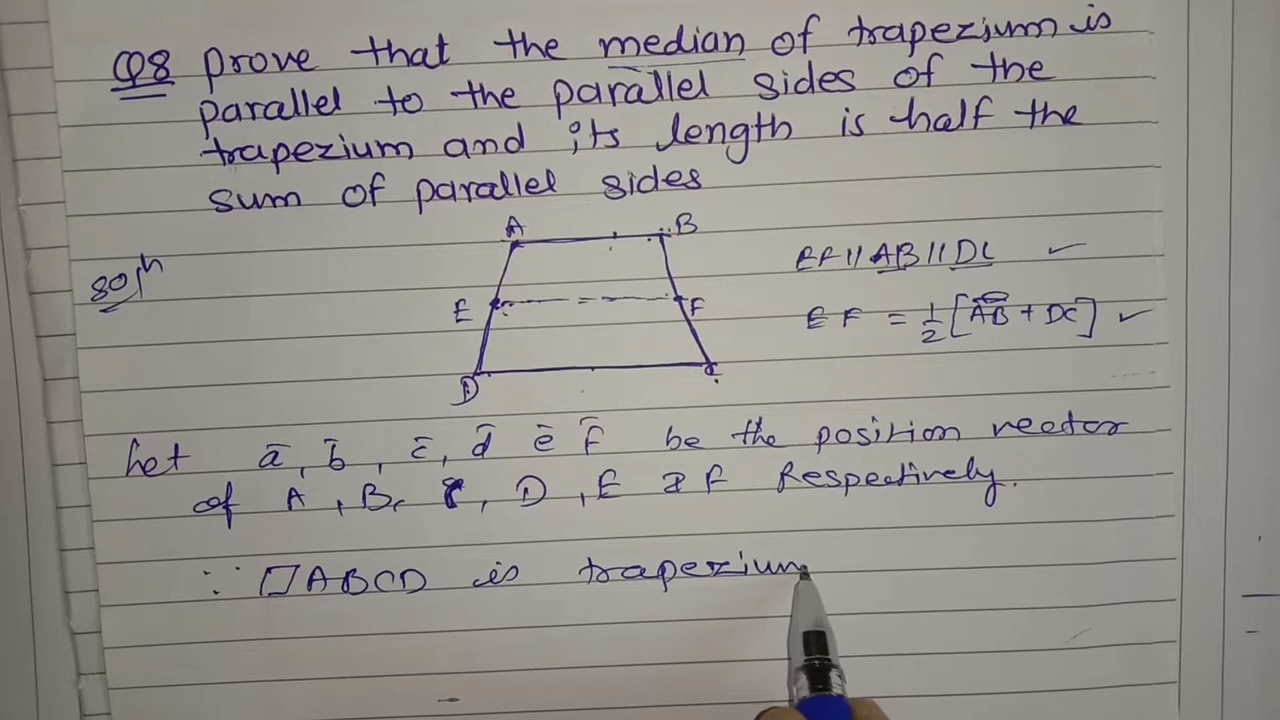 Q8 prove that the median of trapezium is
parallel to the parallel sides of the
trapezium and its length is half the
sum of parallel sides
Soln
A B
EF || AB || DC ✓
E F
EF = 1/2 [AB + DC] ✓
D C
Let a̅, b̅, c̅, d̅ e̅ f̅ be the position vector
of A, B, C, D, E & F Respectively.
∵ □ABCD is trapezium